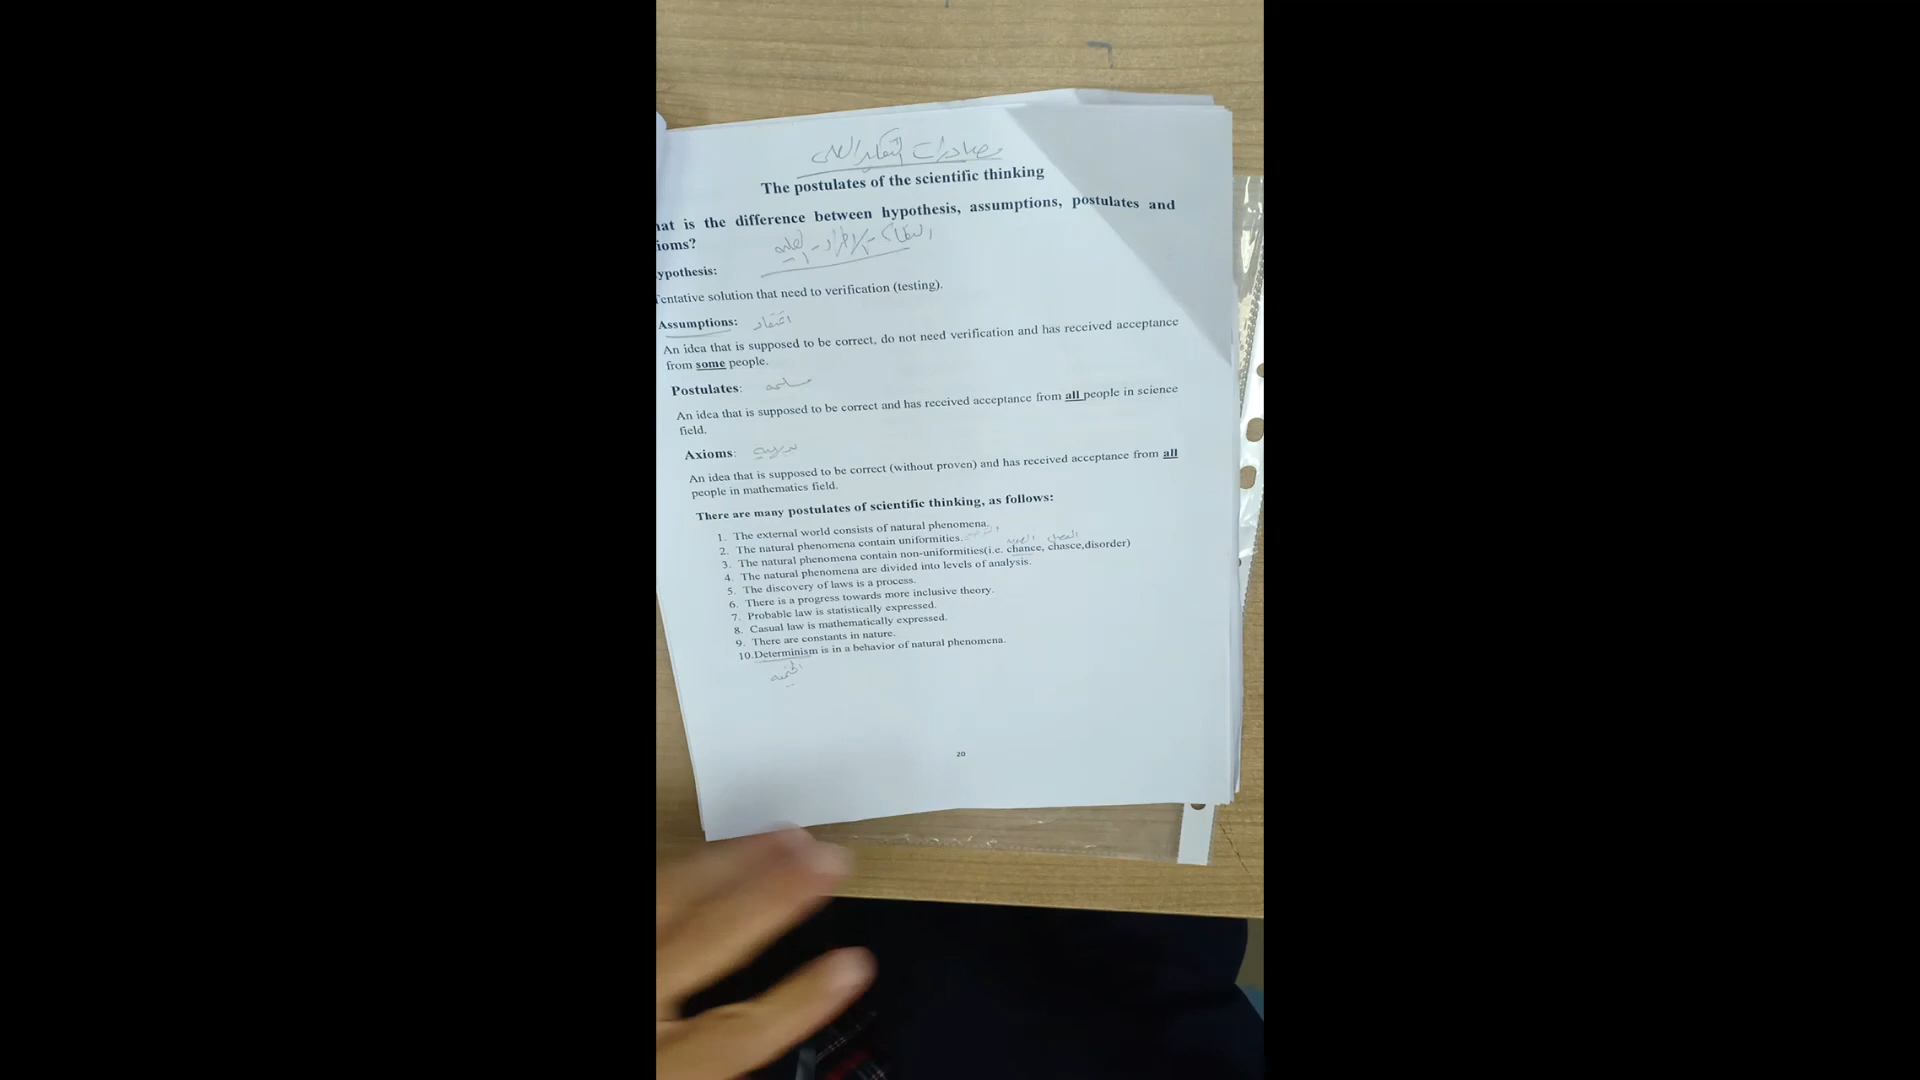 مصادرات التفكير العلمي
The postulates of the scientific thinking
hat is the difference between hypothesis, assumptions, postulates and
ioms?
النظام - الاطراد - العليه
ypothesis:
Tentative solution that need to verification (testing).
Assumptions:
An idea that is supposed to be correct, do not need verification and has received acceptance
from some people.
Postulates: مسلمه
An idea that is supposed to be correct and has received acceptance from all people in science
field.
Axioms: بديهيه
An idea that is supposed to be correct (without proven) and has received acceptance from all
people in mathematics field.
There are many postulates of scientific thinking, as follows:
1. The external world consists of natural phenomena.
2. The natural phenomena contain uniformities.
3. The natural phenomena contain non-uniformities(i.e. chance, chasce,disorder)
4. The natural phenomena are divided into levels of analysis.
5. The discovery of laws is a process.
6. There is a progress towards more inclusive theory.
7. Probable law is statistically expressed.
8. Casual law is mathematically expressed.
9. There are constants in nature.
10.Determinism is in a behavior of natural phenomena.
الحتميه
20